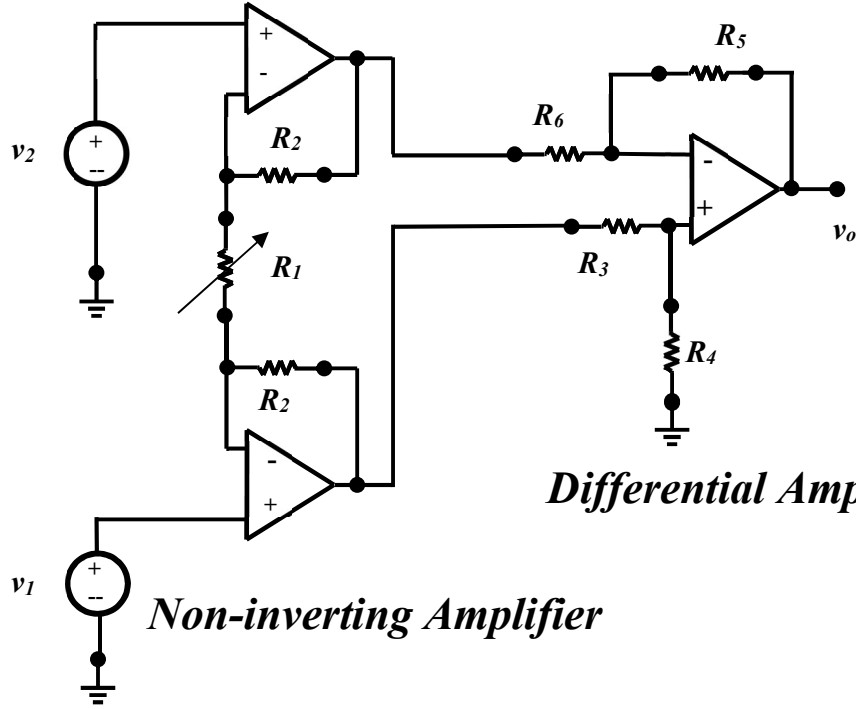 +
-
R5
R2
R6
v2
+
--
-
+
vo
R3
R1
R4
R2
-
+
Differential Amp
v1
+
--
Non-inverting Amplifier